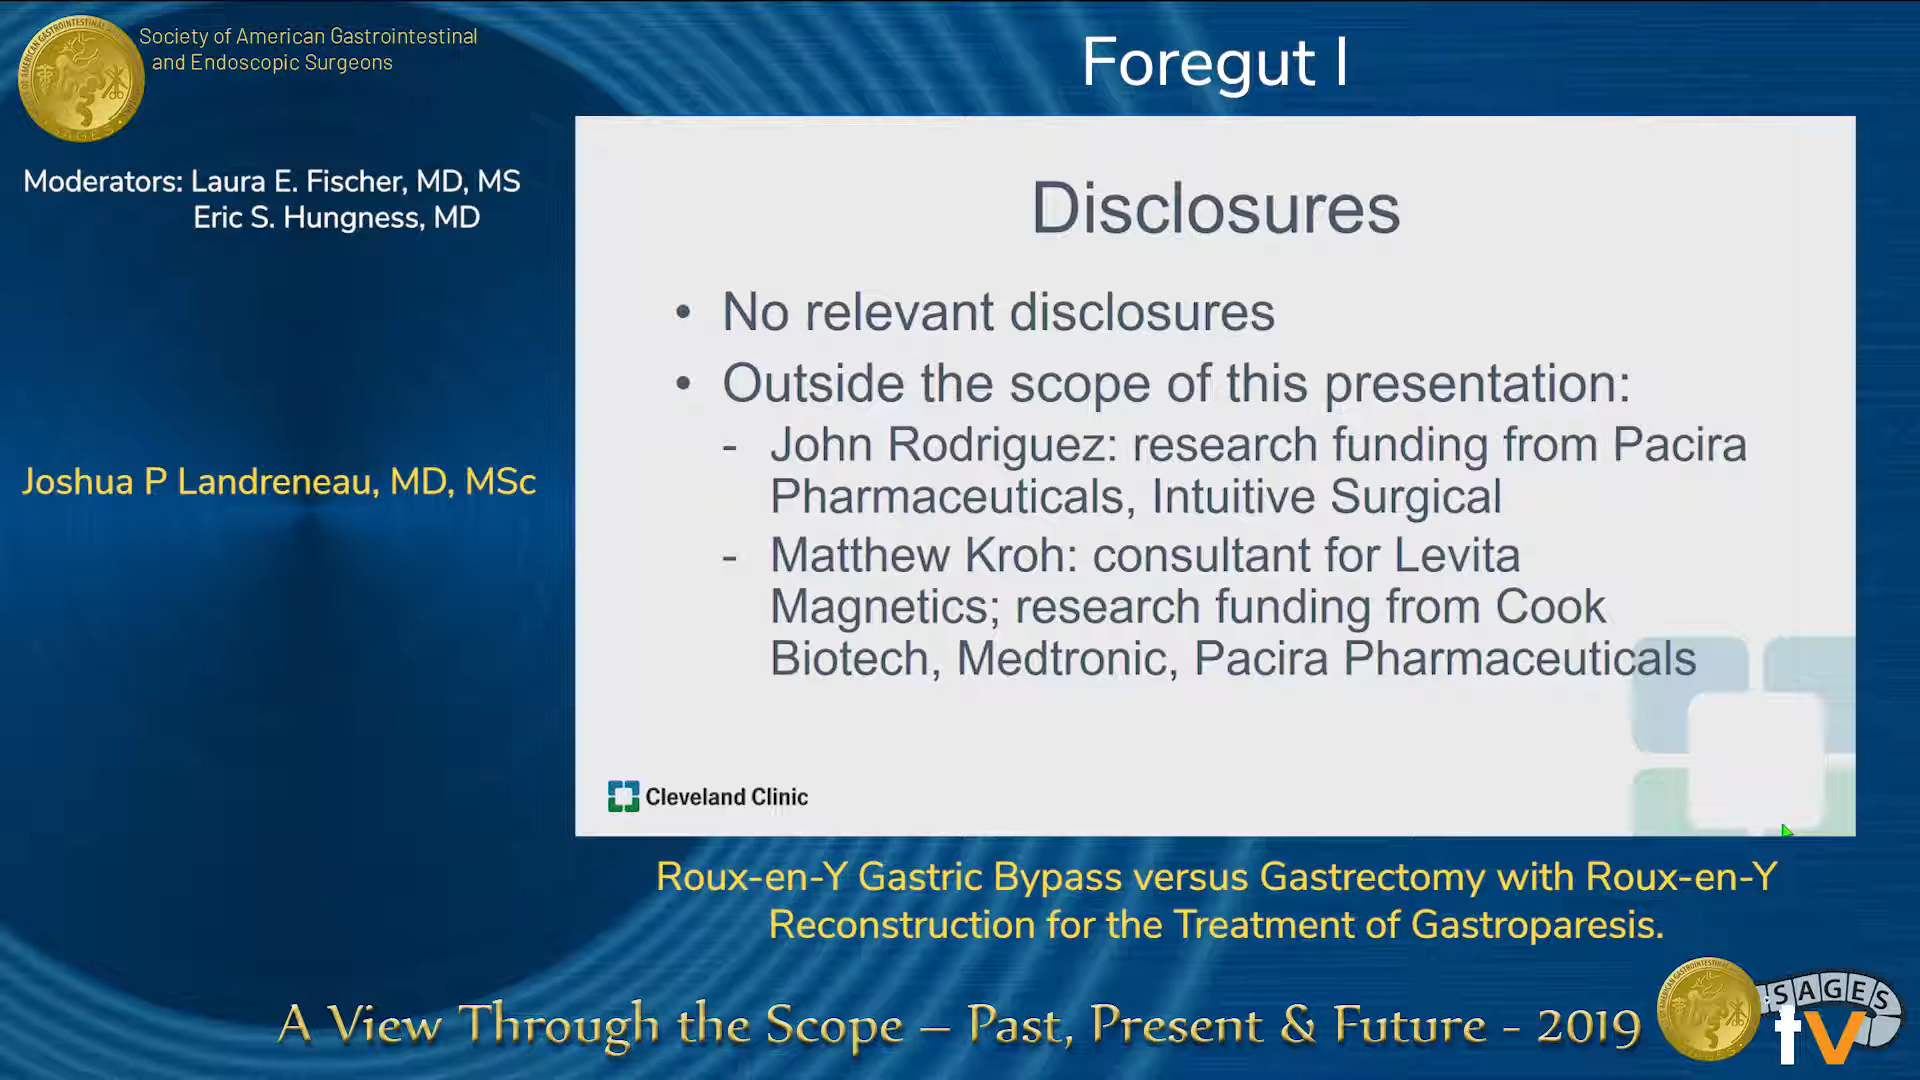 Society of American Gastrointestinal
and Endoscopic Surgeons
Foregut I
Moderators: Laura E. Fischer, MD, MS
Eric S. Hungness, MD
Joshua P Landreneau, MD, MSc
Disclosures
• No relevant disclosures
• Outside the scope of this presentation:
- John Rodriguez: research funding from Pacira
Pharmaceuticals, Intuitive Surgical
- Matthew Kroh: consultant for Levita
Magnetics; research funding from Cook
Biotech, Medtronic, Pacira Pharmaceuticals
Cleveland Clinic
Roux-en-Y Gastric Bypass versus Gastrectomy with Roux-en-Y
Reconstruction for the Treatment of Gastroparesis.
A View Through the Scope – Past, Present & Future - 2019
SAGES
tv